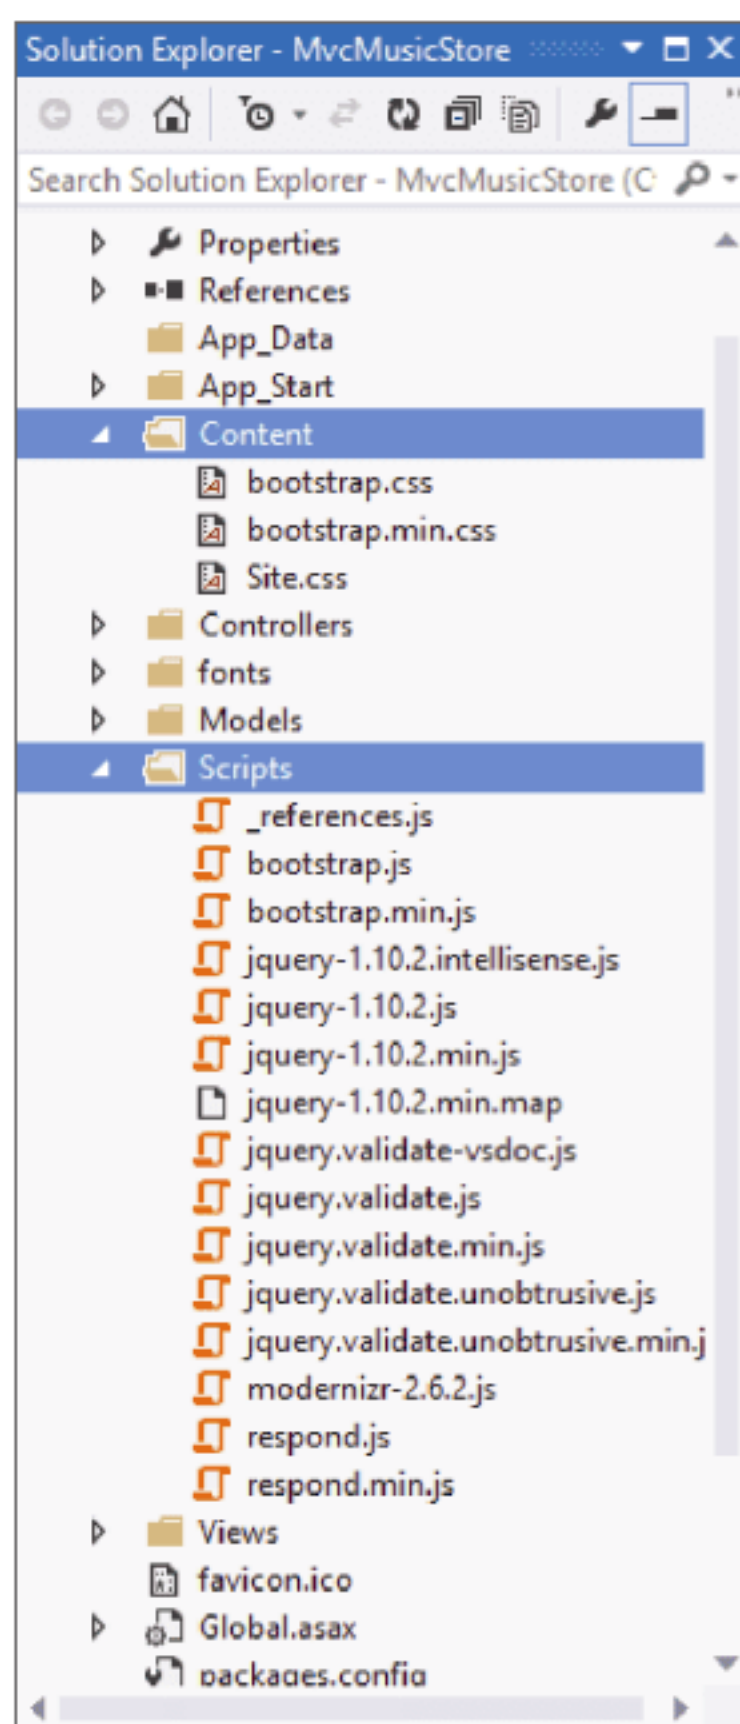 Solution Explorer - MvcMusicStore
Search Solution Explorer - MvcMusicStore (C
Properties
References
App_Data
App_Start
Content
bootstrap.css
bootstrap.min.css
Site.css
Controllers
fonts
Models
Scripts
_references.js
bootstrap.js
bootstrap.min.js
jquery-1.10.2.intellisense.js
jquery-1.10.2.js
jquery-1.10.2.min.js
jquery-1.10.2.min.map
jquery.validate-vsdoc.js
jquery.validate.js
jquery.validate.min.js
jquery.validate.unobtrusive.js
jquery.validate.unobtrusive.min.j
modernizr-2.6.2.js
respond.js
respond.min.js
Views
favicon.ico
Global.asax
packages.config